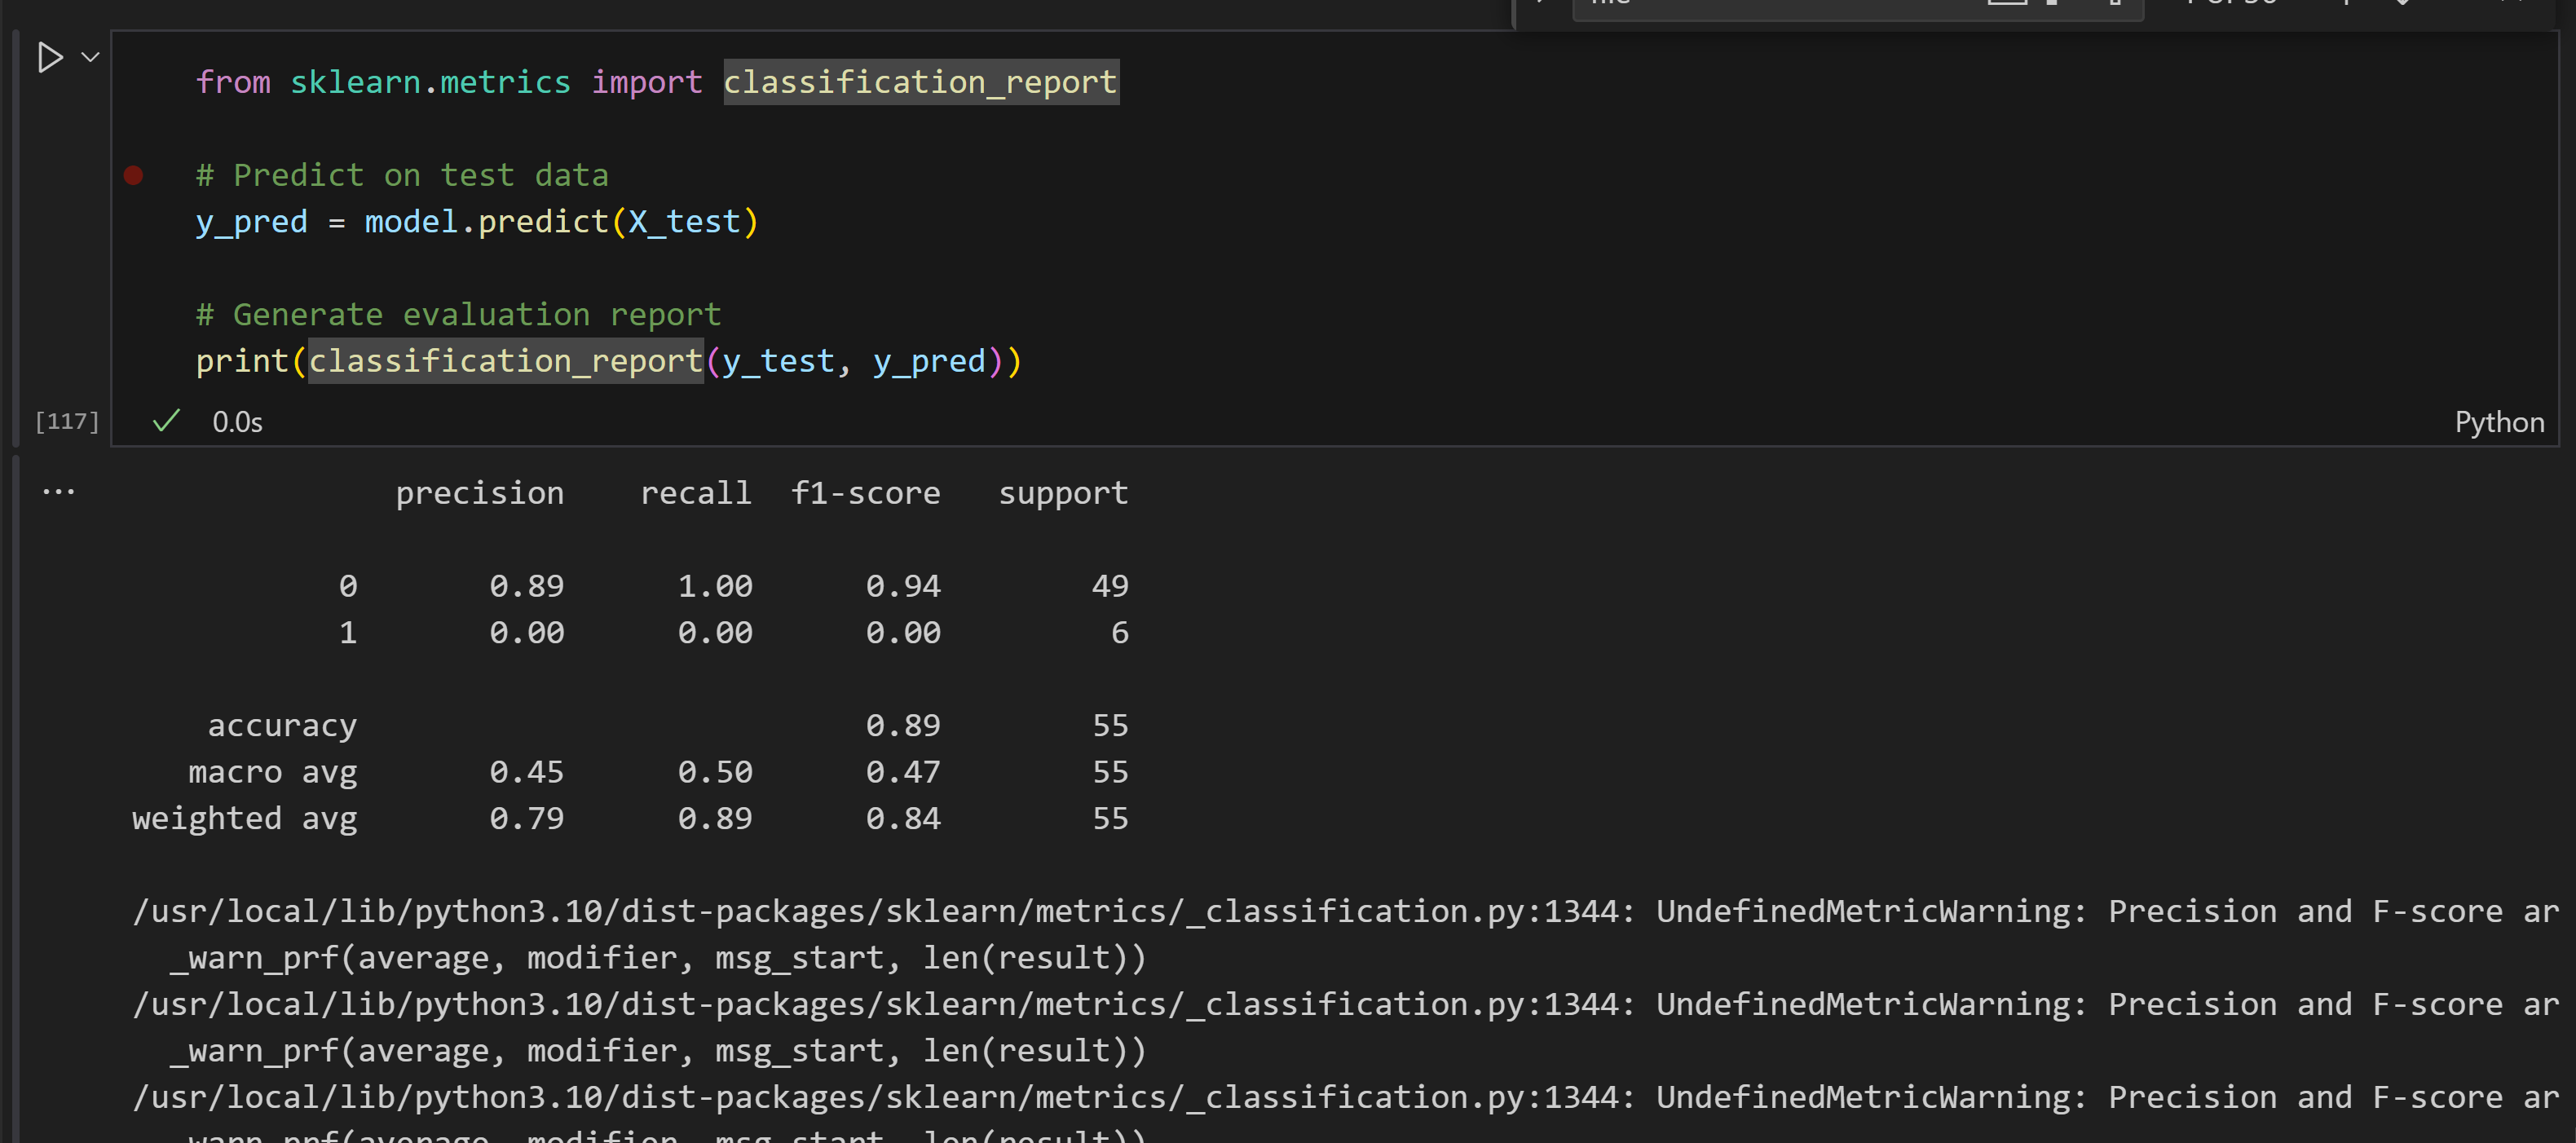 from sklearn.metrics import classification_report
# Predict on test data
y_pred = model.predict(X_test)
# Generate evaluation report
print(classification_report(y_test, y_pred))
[117] 0.0s Python
... precision recall f1-score support
0 0.89 1.00 0.94 49
1 0.00 0.00 0.00 6
accuracy 0.89 55
macro avg 0.45 0.50 0.47 55
weighted avg 0.79 0.89 0.84 55
/usr/local/lib/python3.10/dist-packages/sklearn/metrics/_classification.py:1344: UndefinedMetricWarning: Precision and F-score ar
_warn_prf(average, modifier, msg_start, len(result))
/usr/local/lib/python3.10/dist-packages/sklearn/metrics/_classification.py:1344: UndefinedMetricWarning: Precision and F-score ar
_warn_prf(average, modifier, msg_start, len(result))
/usr/local/lib/python3.10/dist-packages/sklearn/metrics/_classification.py:1344: UndefinedMetricWarning: Precision and F-score ar
_warn_prf(average, modifier, msg_start, len(result))